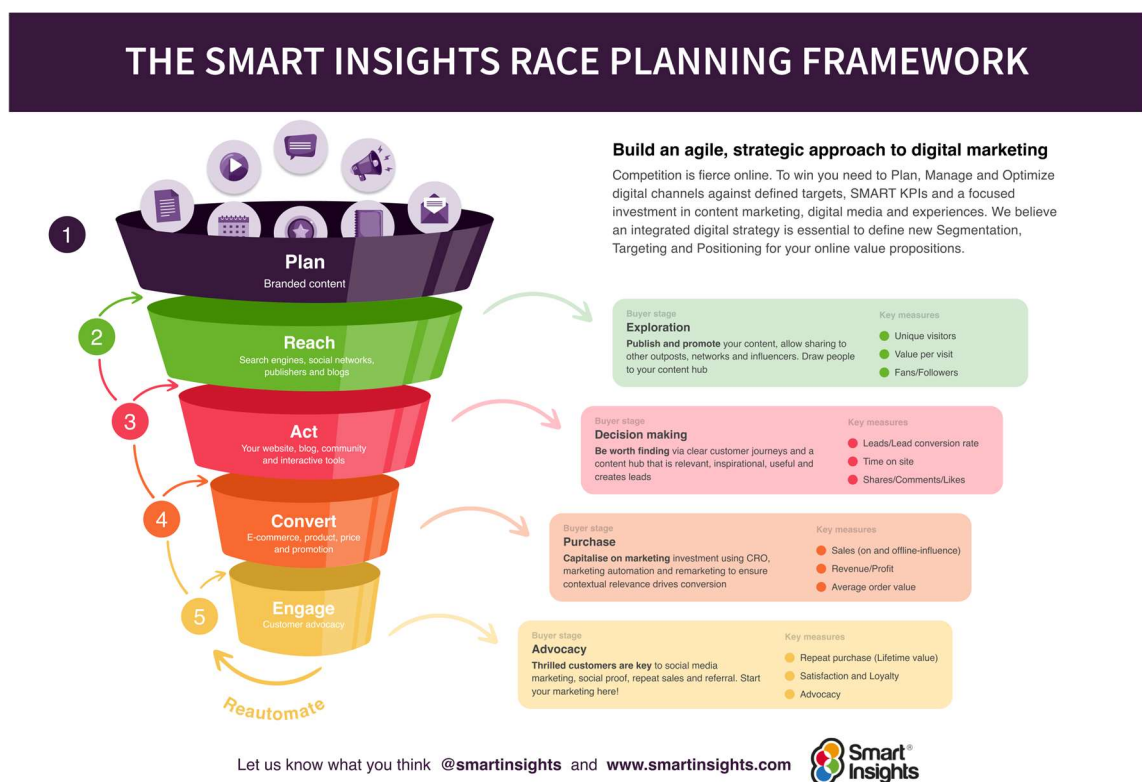 THE SMART INSIGHTS RACE PLANNING FRAMEWORK
Build an agile, strategic approach to digital marketing
Competition is fierce online. To win you need to Plan, Manage and Optimize
digital channels against defined targets, SMART KPIs and a focused
investment in content marketing, digital media and experiences. We believe
an integrated digital strategy is essential to define new Segmentation,
Targeting and Positioning for your online value propositions.
1
Plan
Branded content
2
Reach
Search engines, social networks,
publishers and blogs
Buyer stage
Exploration
Publish and promote your content, allow sharing to
other outposts, networks and influencers. Draw people
to your content hub
Key measures
Unique visitors
Value per visit
Fans/Followers
3
Act
Your website, blog, community
and interactive tools
Buyer stage
Decision making
Be worth finding via clear customer journeys and a
content hub that is relevant, inspirational, useful and
creates leads
Key measures
Leads/Lead conversion rate
Time on site
Shares/Comments/Likes
4
Convert
E-commerce, product, price
and promotion
Buyer stage
Purchase
Capitalise on marketing investment using CRO,
marketing automation and remarketing to ensure
contextual relevance drives conversion
Key measures
Sales (on and offline-influence)
Revenue/Profit
Average order value
5
Engage
Customer advocacy
Buyer stage
Advocacy
Thrilled customers are key to social media
marketing, social proof, repeat sales and referral. Start
your marketing here!
Key measures
Repeat purchase (Lifetime value)
Satisfaction and Loyalty
Advocacy
Reautomate
Let us know what you think @smartinsights and www.smartinsights.com
Smart®
Insights